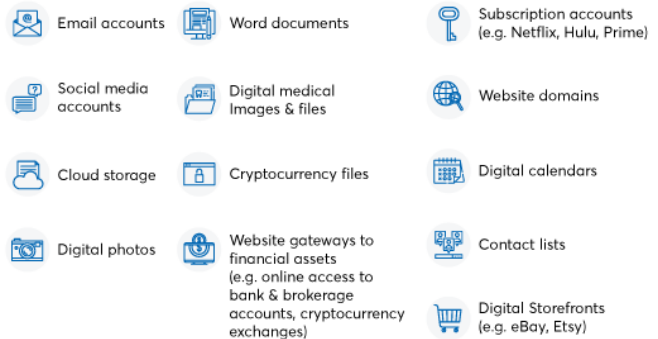 Email accounts
Social media
accounts
Cloud storage
Digital photos
Word documents
Digital medical
Images & files
Cryptocurrency files
Website gateways to
financial assets
(e.g. online access to
bank & brokerage
accounts, cryptocurrency
exchanges)
Subscription accounts
(e.g. Netflix, Hulu, Prime)
Website domains
Digital calendars
Contact lists
Digital Storefronts
(e.g. eBay, Etsy)